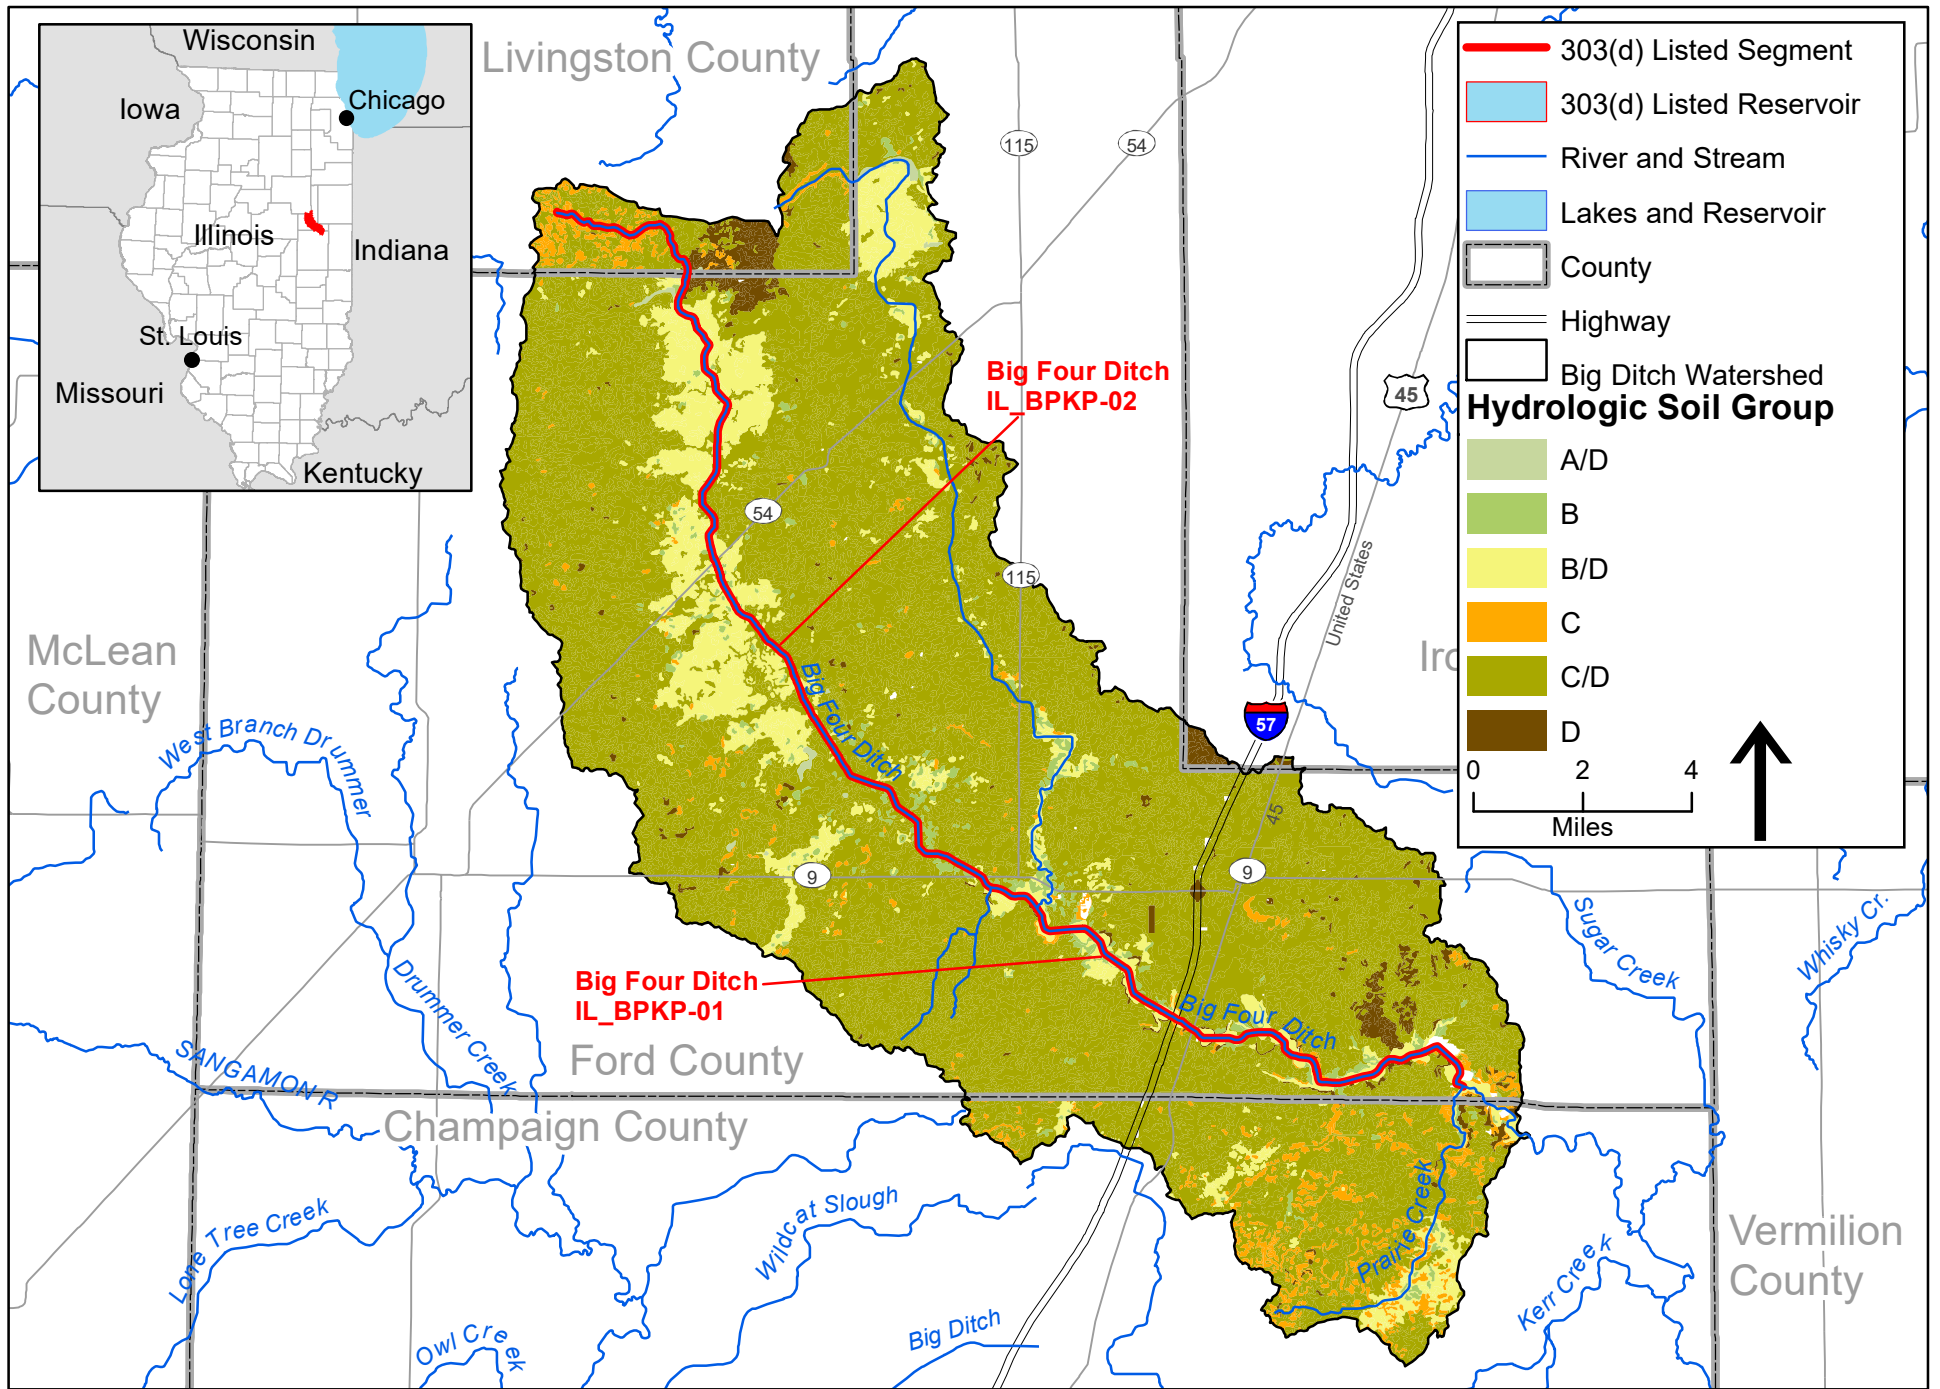 Wisconsin
Iowa
Chicago
Illinois
Indiana
St. Louis
Missouri
Kentucky
Livingston County
115
54
303(d) Listed Segment
303(d) Listed Reservoir
River and Stream
Lakes and Reservoir
County
Highway
Big Ditch Watershed
Hydrologic Soil Group
A/D
B
B/D
C
C/D
D
0 2 4
Miles
45
United States
Big Four Ditch
IL_BPKP-02
54
115
McLean
County
Iro
57
45
West Branch Drummer
Big Four Ditch
9
9
Drummer Creek
Sugar Creek
Whisky Cr.
Big Four Ditch
IL_BPKP-01
Big Four Ditch
SANGAMON R
Ford County
Champaign County
Lone Tree Creek
Wildcat Slough
Prairie Creek
Vermilion
County
Kerr Creek
Owl Creek
Big Ditch